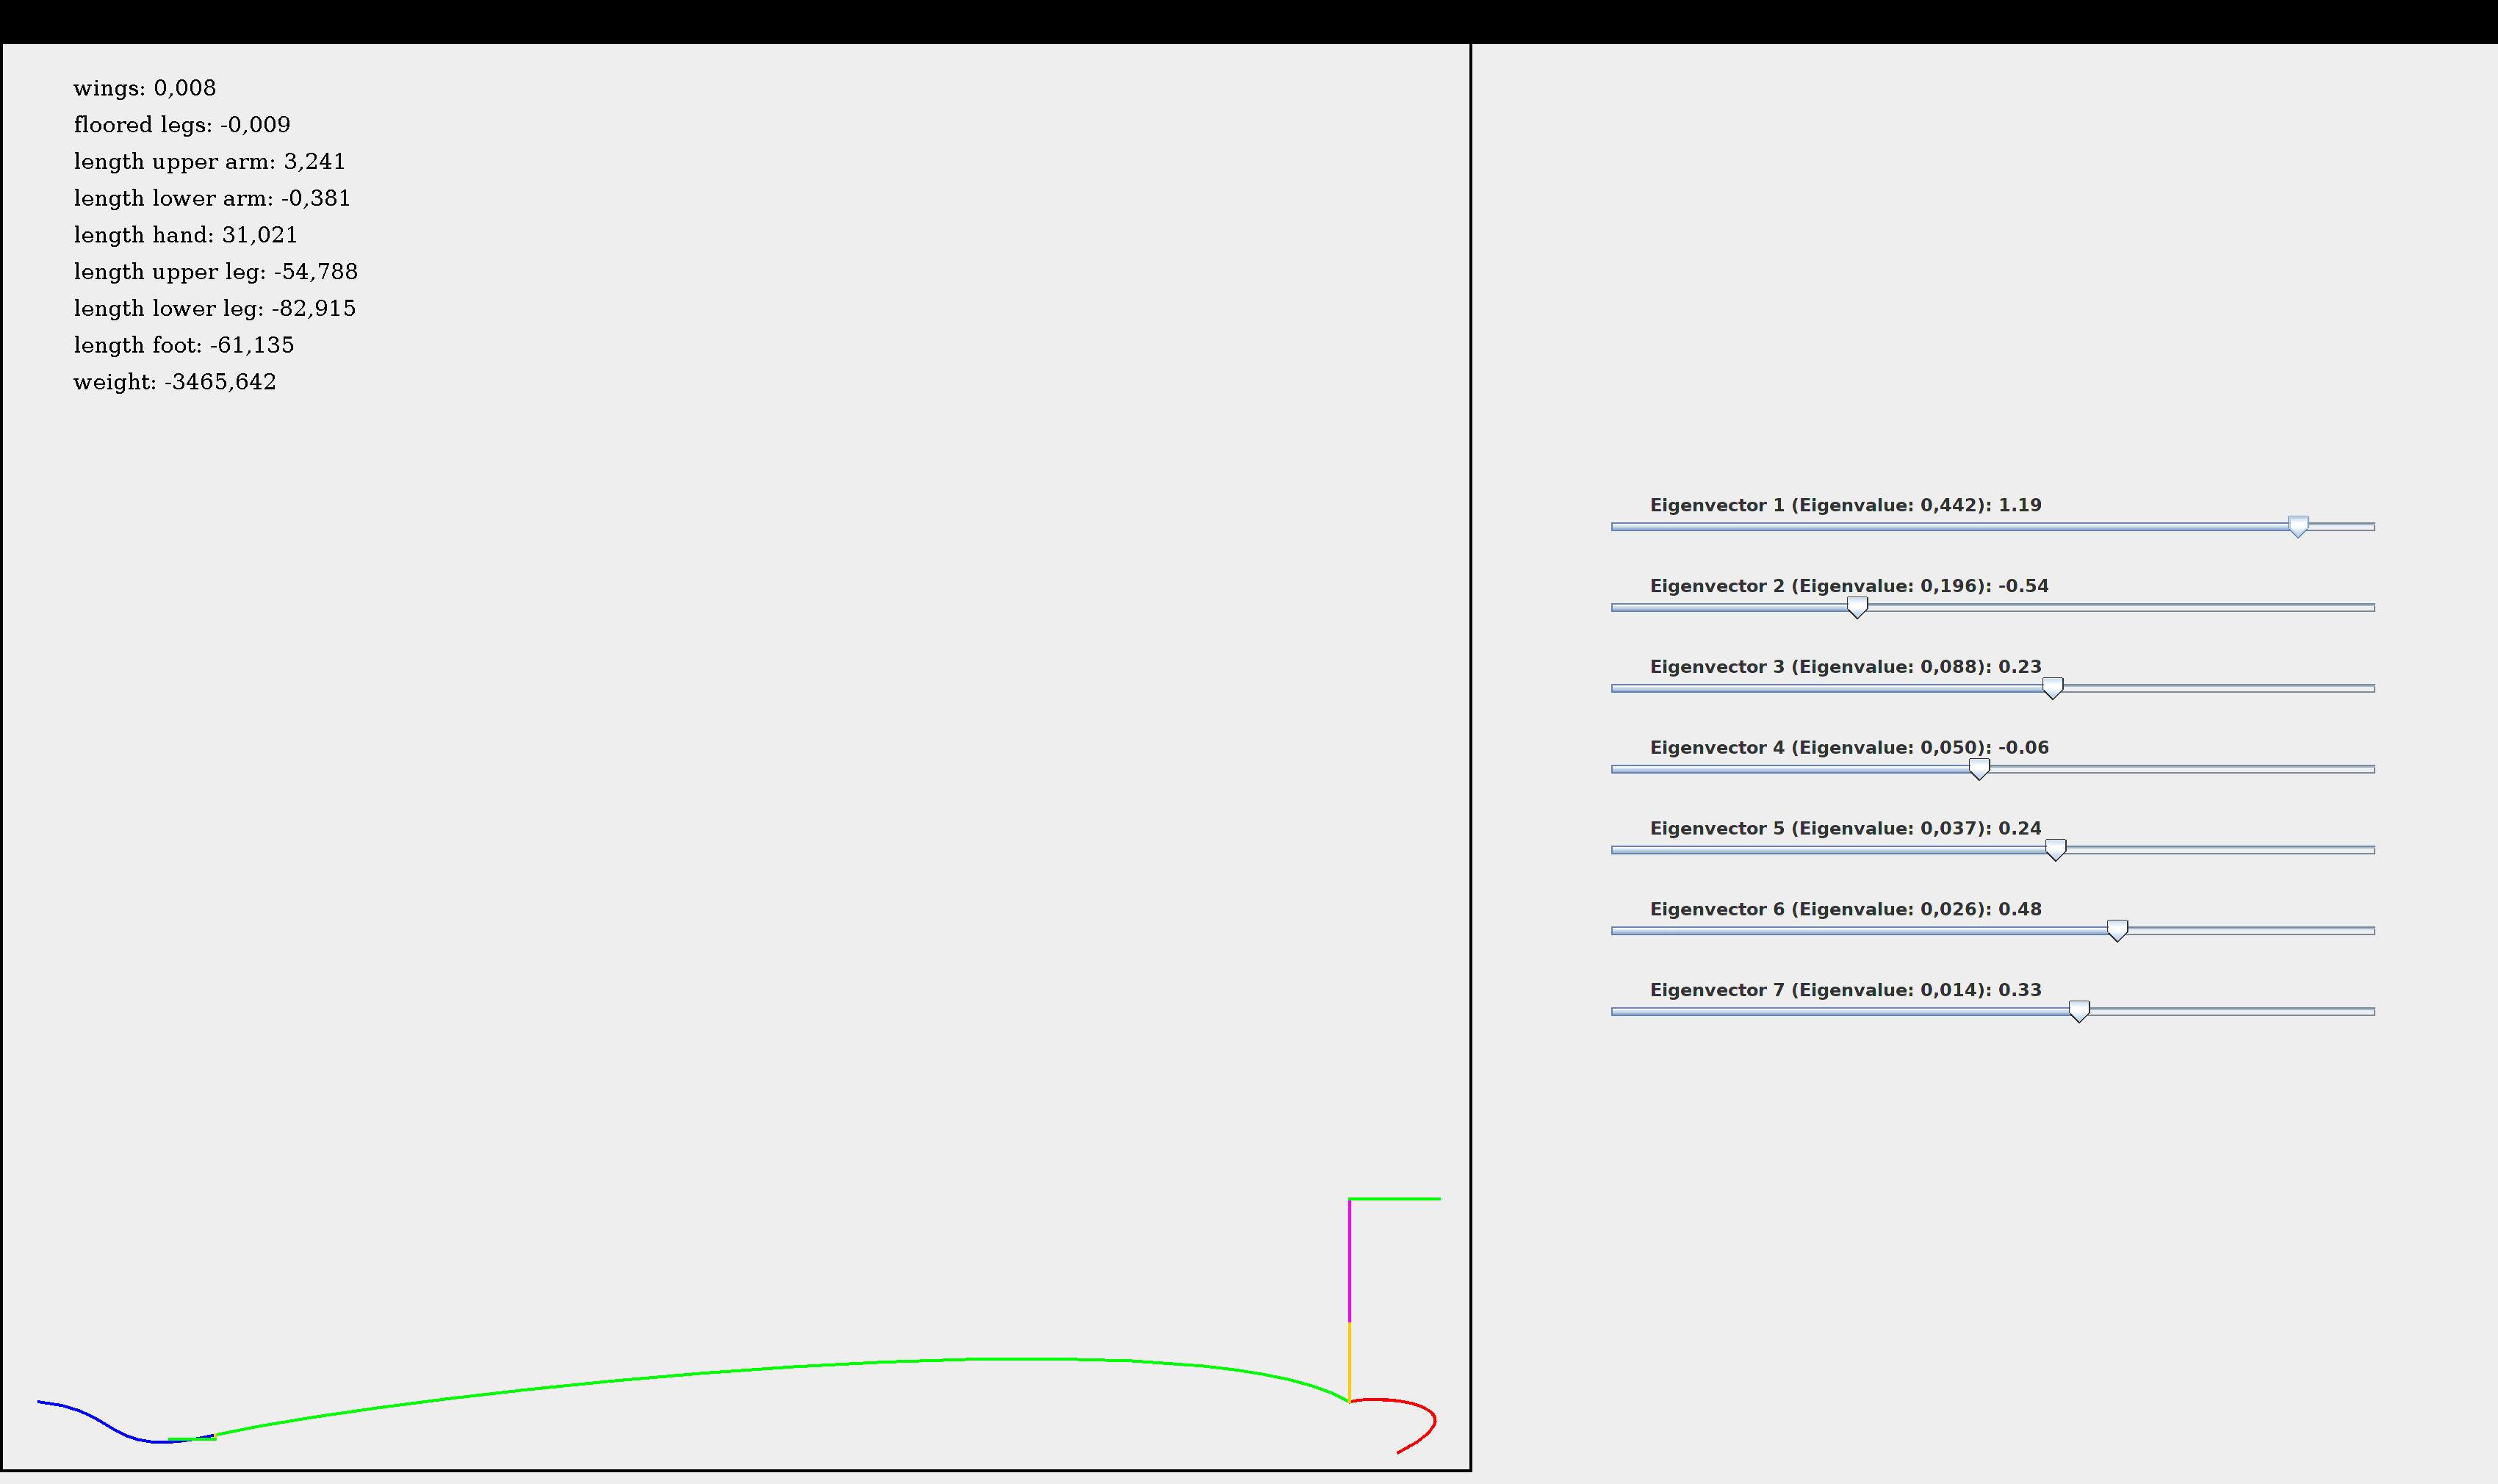 wings: 0,008
floored legs: -0,009
length upper arm: 3,241
length lower arm: -0,381
length hand: 31,021
length upper leg: -54,788
length lower leg: -82,915
length foot: -61,135
weight: -3465,642
Eigenvector 1 (Eigenvalue: 0,442): 1.19
Eigenvector 2 (Eigenvalue: 0,196): -0.54
Eigenvector 3 (Eigenvalue: 0,088): 0.23
Eigenvector 4 (Eigenvalue: 0,050): -0.06
Eigenvector 5 (Eigenvalue: 0,037): 0.24
Eigenvector 6 (Eigenvalue: 0,026): 0.48
Eigenvector 7 (Eigenvalue: 0,014): 0.33